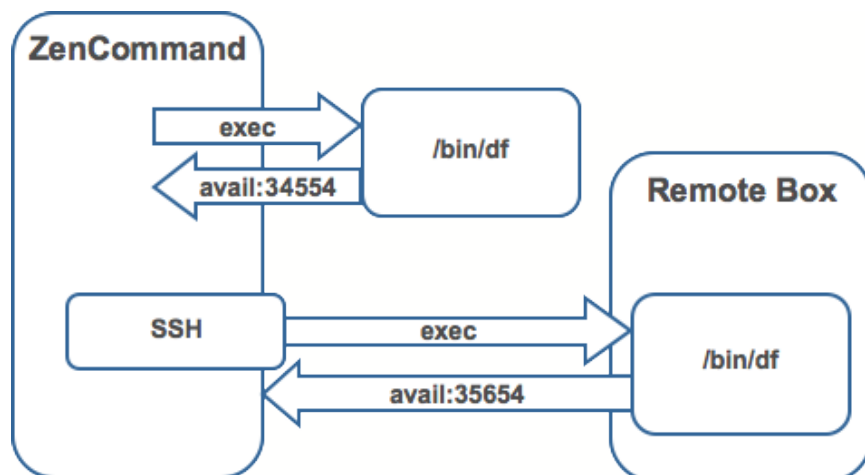 ZenCommand
exec
/bin/df
avail:34554
Remote Box
SSH
exec
/bin/df
avail:35654